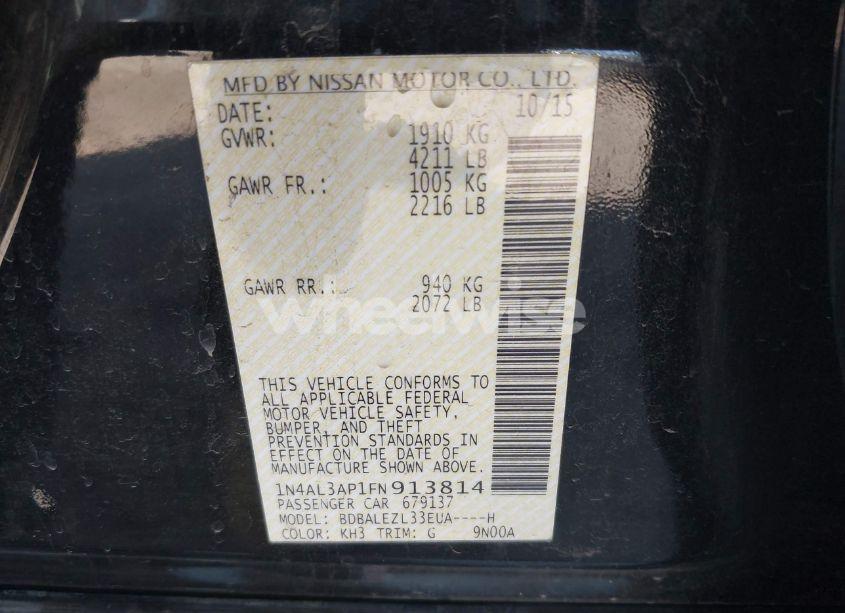 MFD BY NISSAN MOTOR CO., LTD.
DATE: 10/15
GVWR: 1910 KG
4211 LB
GAWR FR.: 1005 KG
2216 LB
GAWR RR.: 940 KG
2072 LB
wheelwise
THIS VEHICLE CONFORMS TO
ALL APPLICABLE FEDERAL
MOTOR VEHICLE SAFETY,
BUMPER, AND THEFT
PREVENTION STANDARDS IN
EFFECT ON THE DATE OF
MANUFACTURE SHOWN ABOVE.
1N4AL3AP1FN913814
PASSENGER CAR 679137
MODEL: BDBALEZL33EUA----H
COLOR: KH3 TRIM: G 9N00A